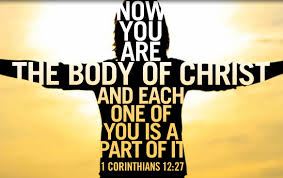 NOW
YOU
ARE
THE BODY OF CHRIST
AND EACH
ONE OF
YOU IS A
PART OF IT
1 CORINTHIANS 12:27